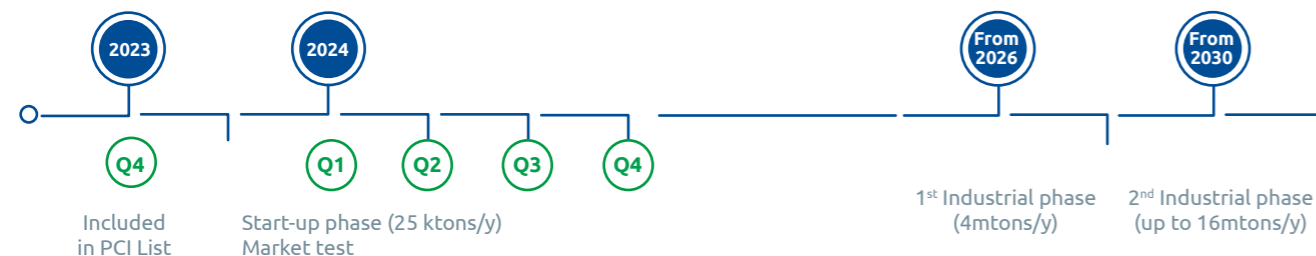 2023
2024
From
2026
From
2030
Q4
Q1
Q2
Q3
Q4
Included
in PCI List
Start-up phase (25 ktons/y)
Market test
1st Industrial phase
(4mtons/y)
2nd Industrial phase
(up to 16mtons/y)